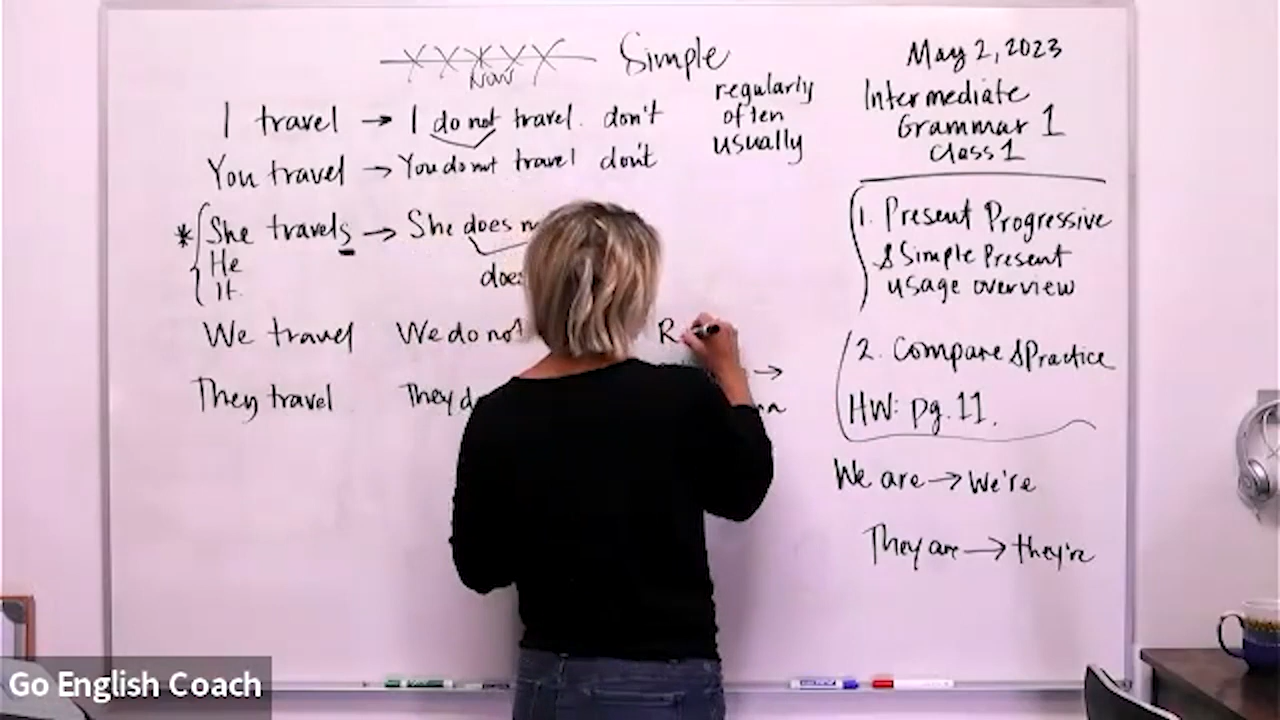 Simple
Now
I travel → I do not travel. don't
You travel → You do not travel don't
regularly
often
usually
* She travels → She does
He
It.
We travel We do not
They travel They
R
→
May 2, 2023
Intermediate
Grammar 1
Class 1
1. Present Progressive
& Simple Present
usage overview
2. Compare & Practice
HW: pg. 11.
We are → We're
They are → they're
Go English Coach